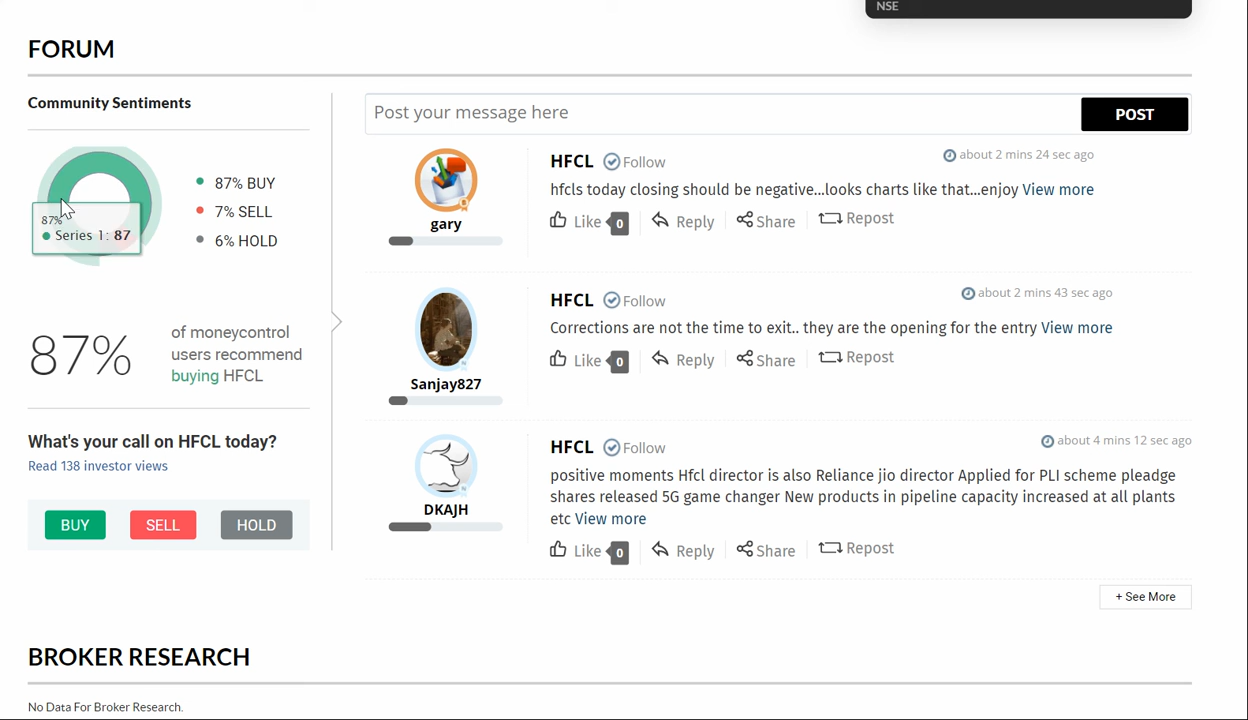 NSE
FORUM
Community Sentiments
87%
Series 1: 87
87% BUY
7% SELL
6% HOLD
87%
of moneycontrol
users recommend
buying HFCL
What's your call on HFCL today?
Read 138 investor views
BUY SELL HOLD
Post your message here
POST
gary
HFCL Follow
about 2 mins 24 sec ago
hfcls today closing should be negative...looks charts like that...enjoy View more
Like 0 Reply Share Repost
Sanjay827
HFCL Follow
about 2 mins 43 sec ago
Corrections are not the time to exit.. they are the opening for the entry View more
Like 0 Reply Share Repost
DKAJH
HFCL Follow
about 4 mins 12 sec ago
positive moments Hfcl director is also Reliance jio director Applied for PLI scheme pleadge
shares released 5G game changer New products in pipeline capacity increased at all plants
etc View more
Like 0 Reply Share Repost
+ See More
BROKER RESEARCH
No Data For Broker Research.